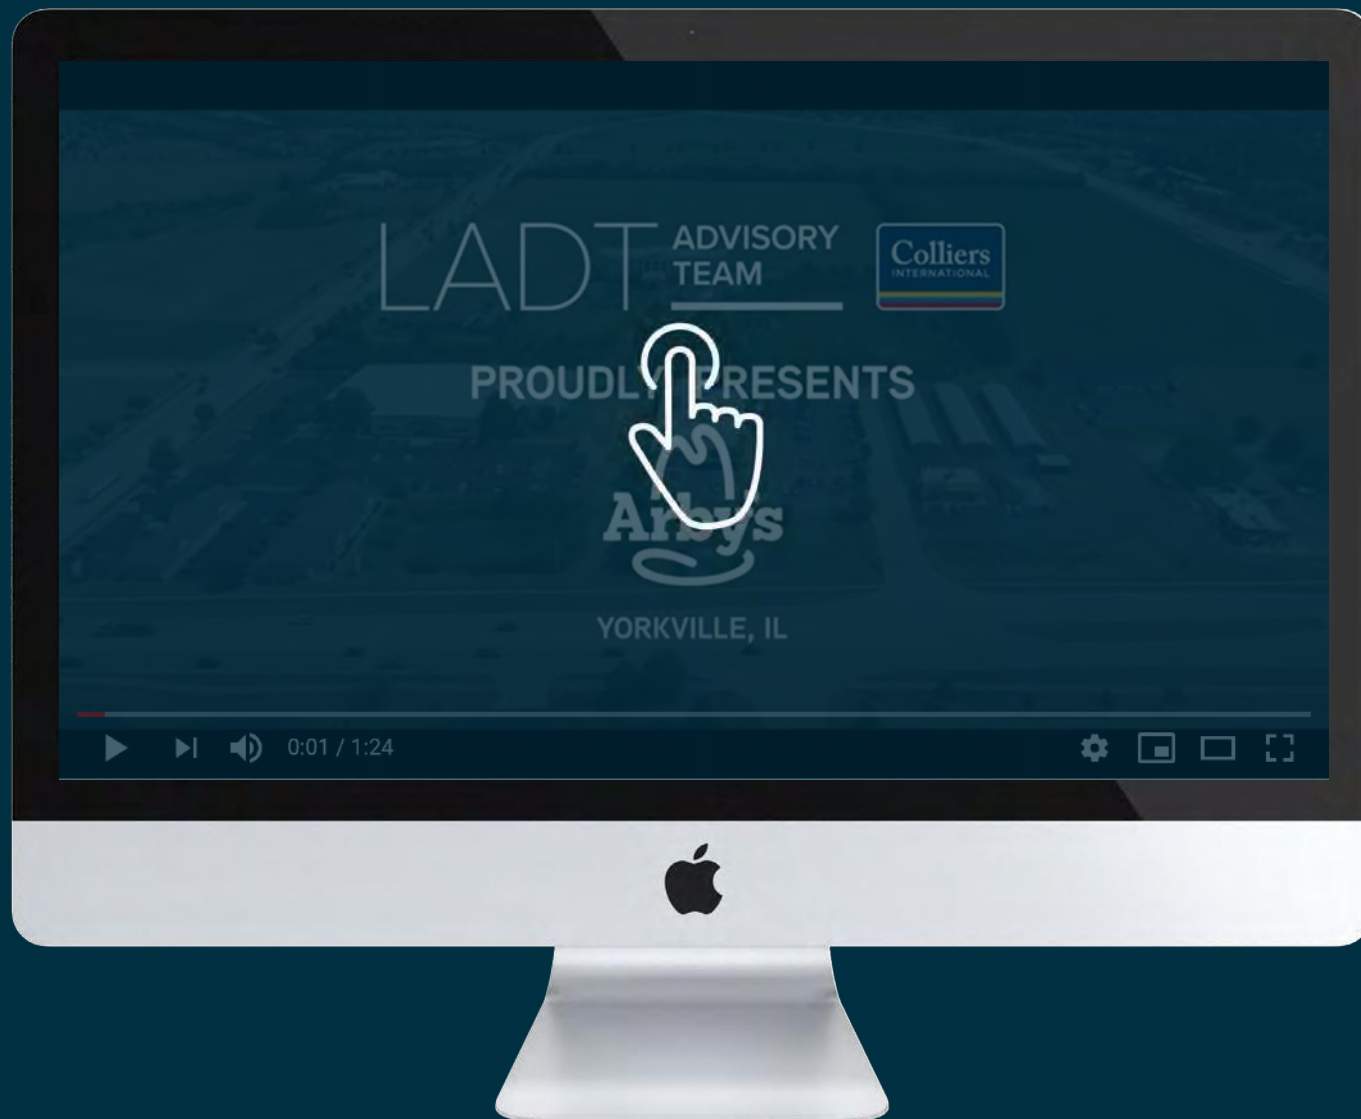 LADT ADVISORY
TEAM
Colliers
INTERNATIONAL
PROUDLY PRESENTS
Arby's
YORKVILLE, IL
0:01 / 1:24